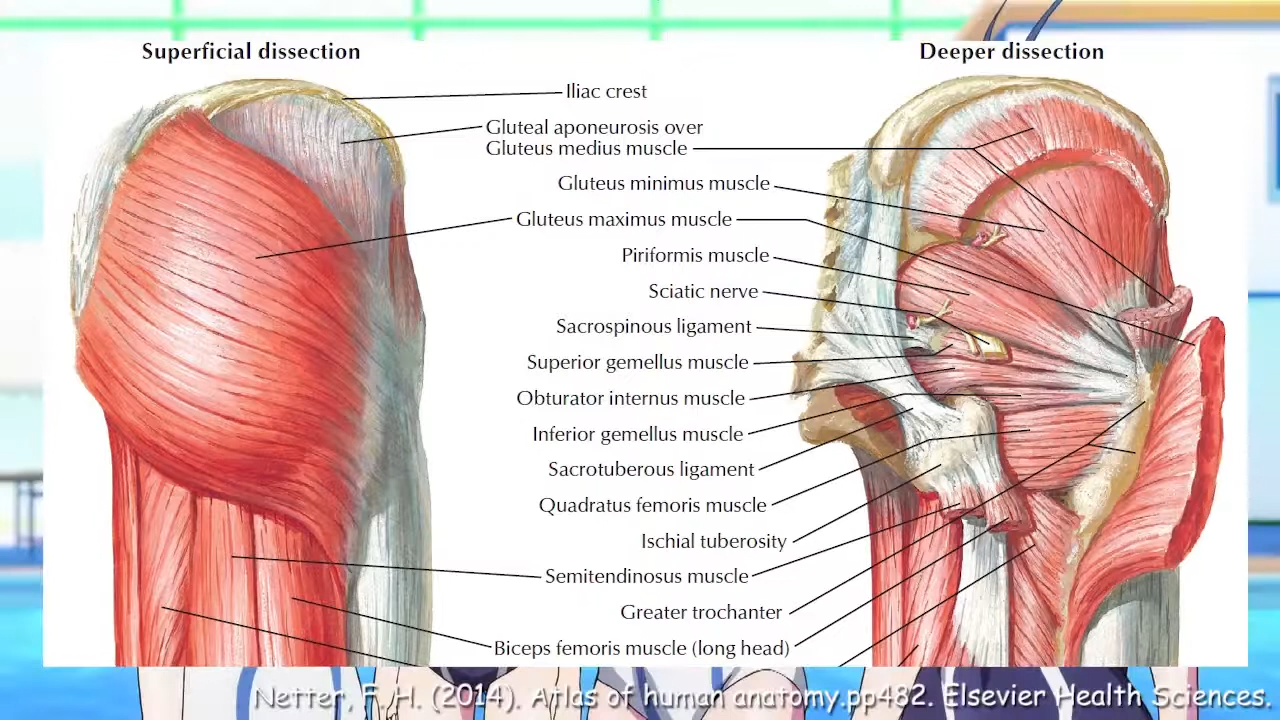 Superficial dissection
Deeper dissection
Iliac crest
Gluteal aponeurosis over
Gluteus medius muscle
Gluteus minimus muscle
Gluteus maximus muscle
Piriformis muscle
Sciatic nerve
Sacrospinous ligament
Superior gemellus muscle
Obturator internus muscle
Inferior gemellus muscle
Sacrotuberous ligament
Quadratus femoris muscle
Ischial tuberosity
Semitendinosus muscle
Greater trochanter
Biceps femoris muscle (long head)
Netter, F. H. (2014). Atlas of human anatomy.pp482. Elsevier Health Sciences.